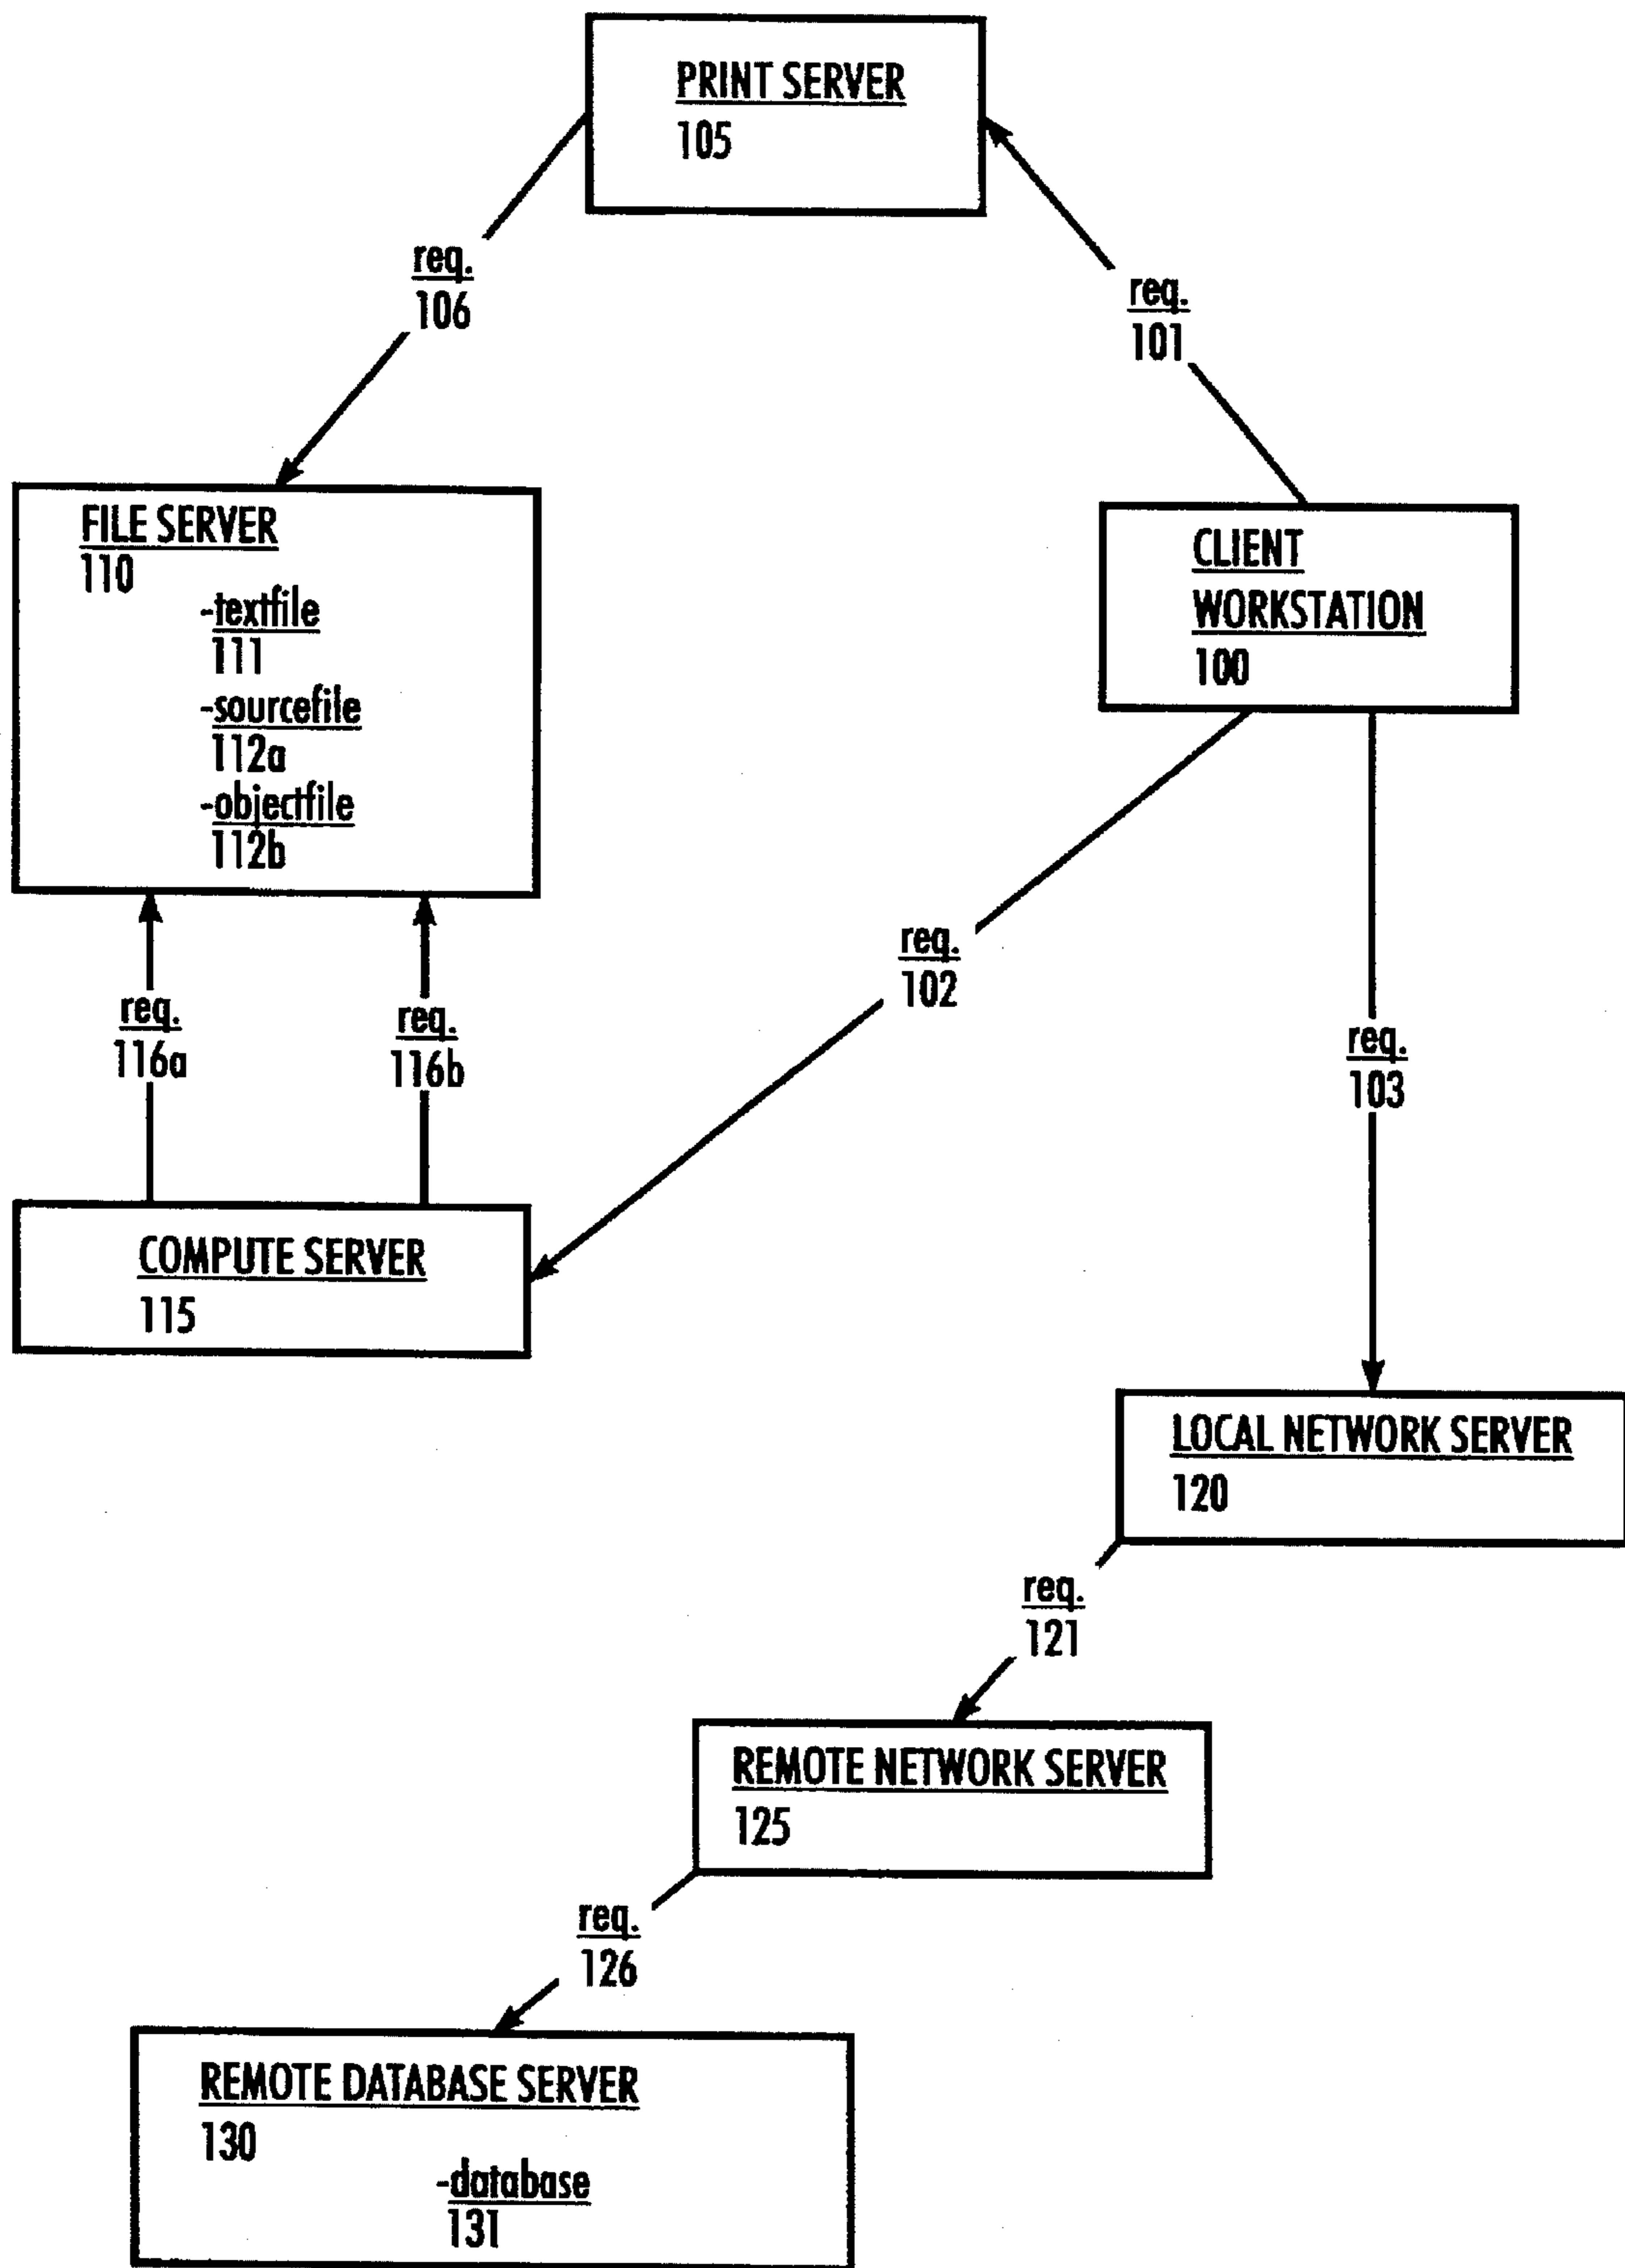 PRINT SERVER
105
req.
106
req.
101
FILE SERVER
110
-textfile
111
-sourcefile
112a
-objectfile
112b
CLIENT
WORKSTATION
100
req.
116a
req.
116b
req.
102
req.
103
COMPUTE SERVER
115
LOCAL NETWORK SERVER
120
req.
121
REMOTE NETWORK SERVER
125
req.
126
REMOTE DATABASE SERVER
130
-database
131